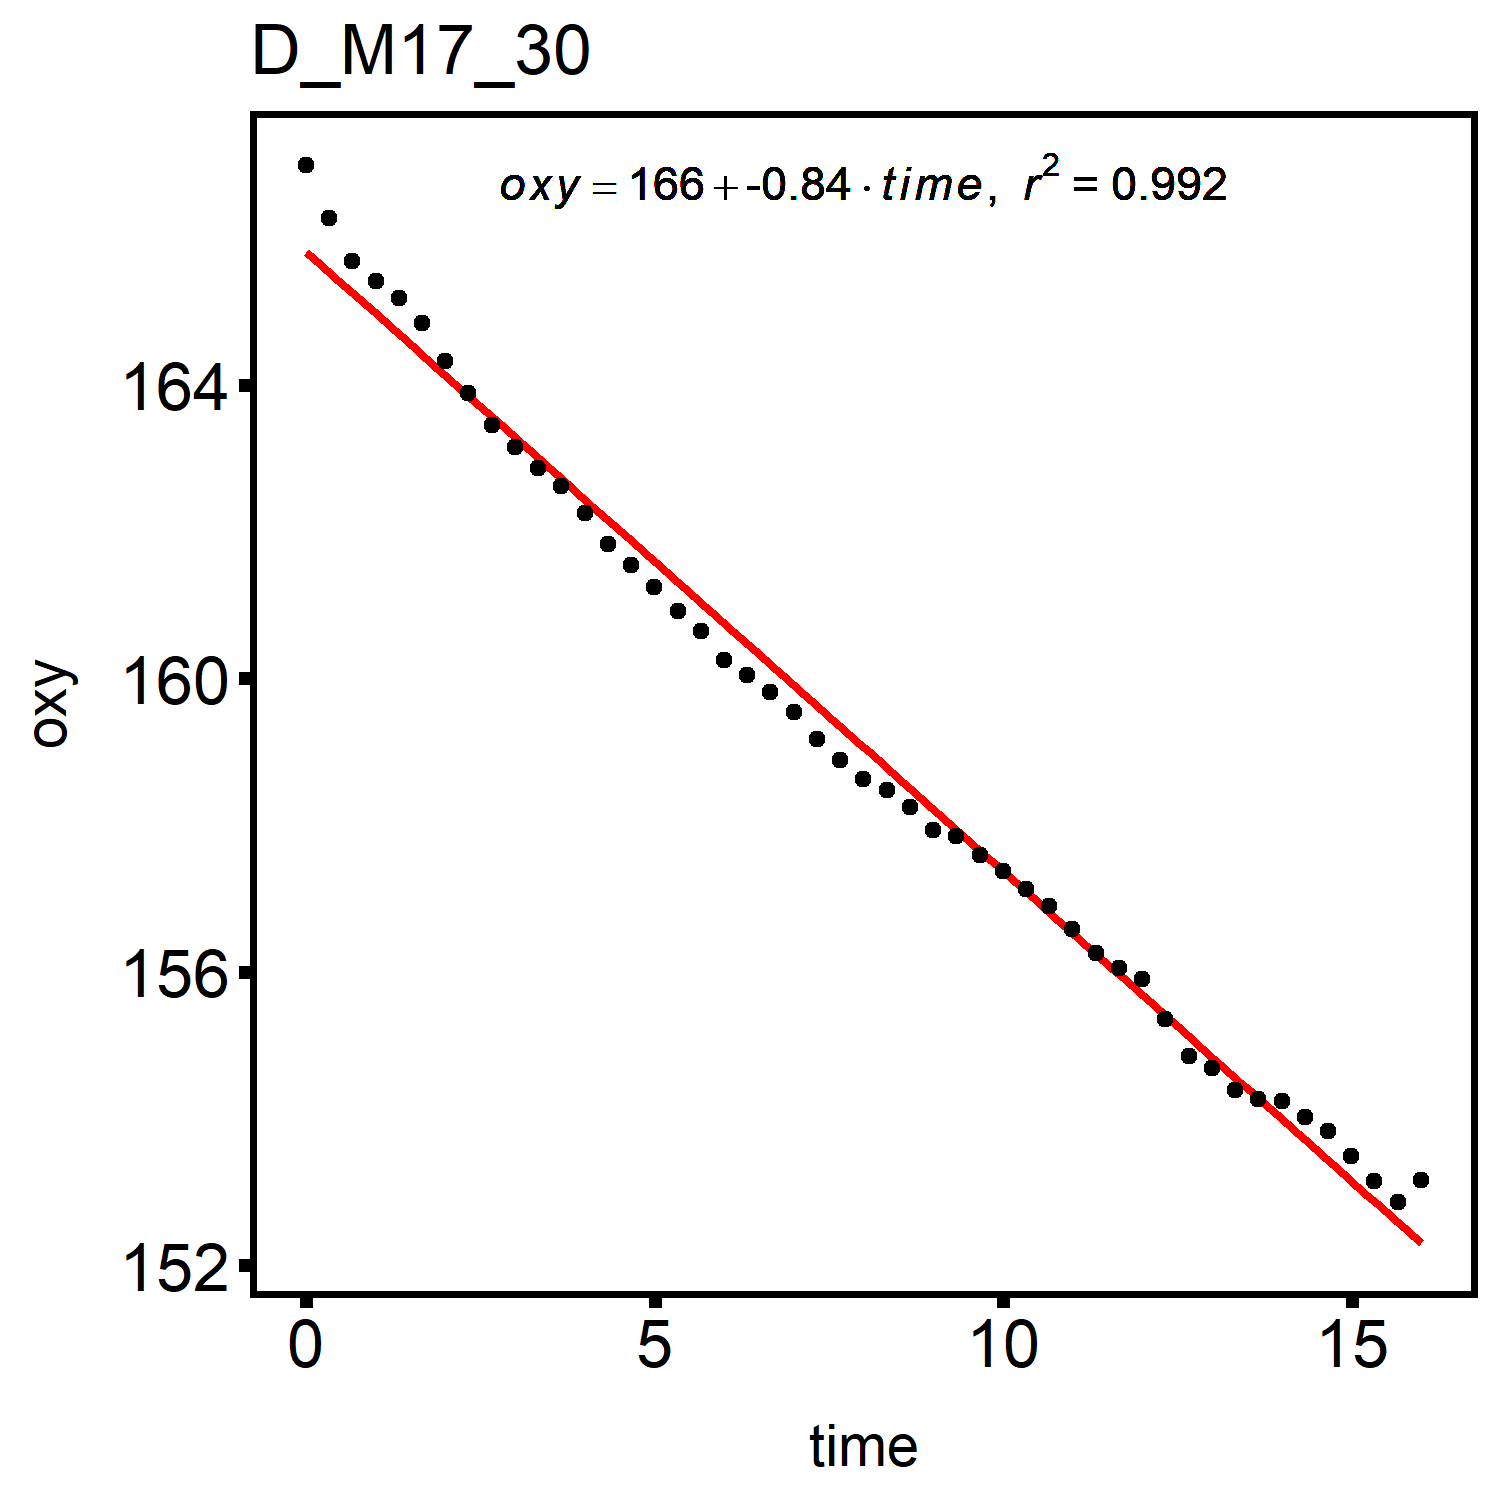 D_M17_30
oxy = 166 + -0.84 · time, r² = 0.992
164
160
156
152
oxy
0 5 10 15
time